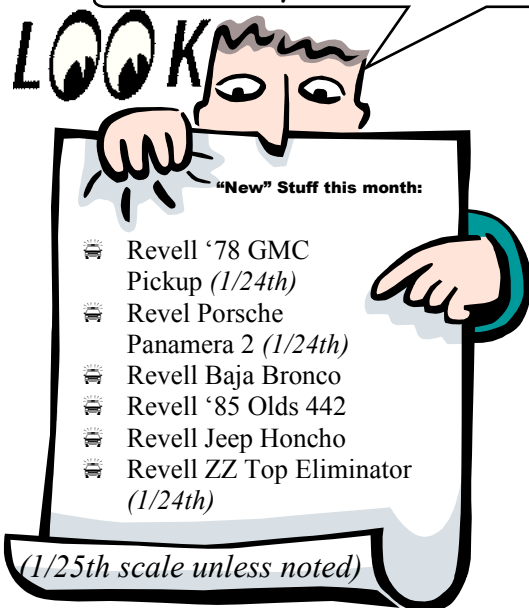 LOOK
“New” Stuff this month:
Revell ‘78 GMC
Pickup (1/24th)
Revel Porsche
Panamera 2 (1/24th)
Revell Baja Bronco
Revell ‘85 Olds 442
Revell Jeep Honcho
Revell ZZ Top Eliminator
(1/24th)
(1/25th scale unless noted)